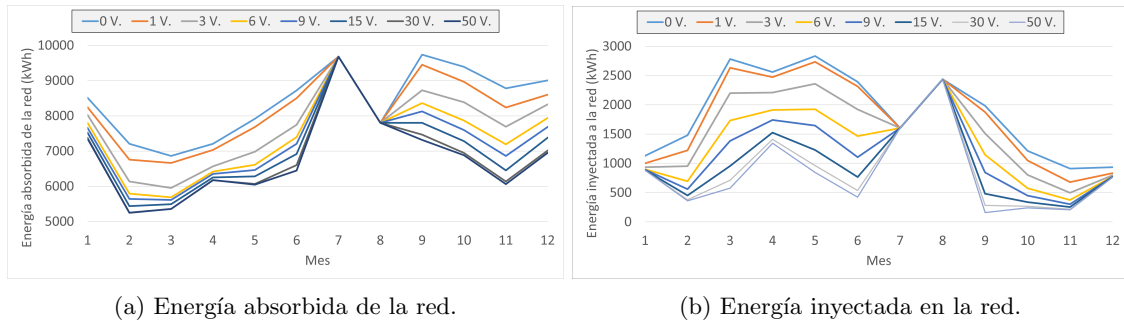 0 V. 1 V. 3 V. 6 V. 9 V. 15 V. 30 V. 50 V.
Energía absorbida de la red (kWh)
10000
9000
8000
7000
6000
5000
1 2 3 4 5 6 7 8 9 10 11 12
Mes
(a) Energía absorbida de la red.
0 V. 1 V. 3 V. 6 V. 9 V. 15 V. 30 V. 50 V.
Energía inyectada a la red (kWh)
3000
2500
2000
1500
1000
500
0
1 2 3 4 5 6 7 8 9 10 11 12
Mes
(b) Energía inyectada en la red.